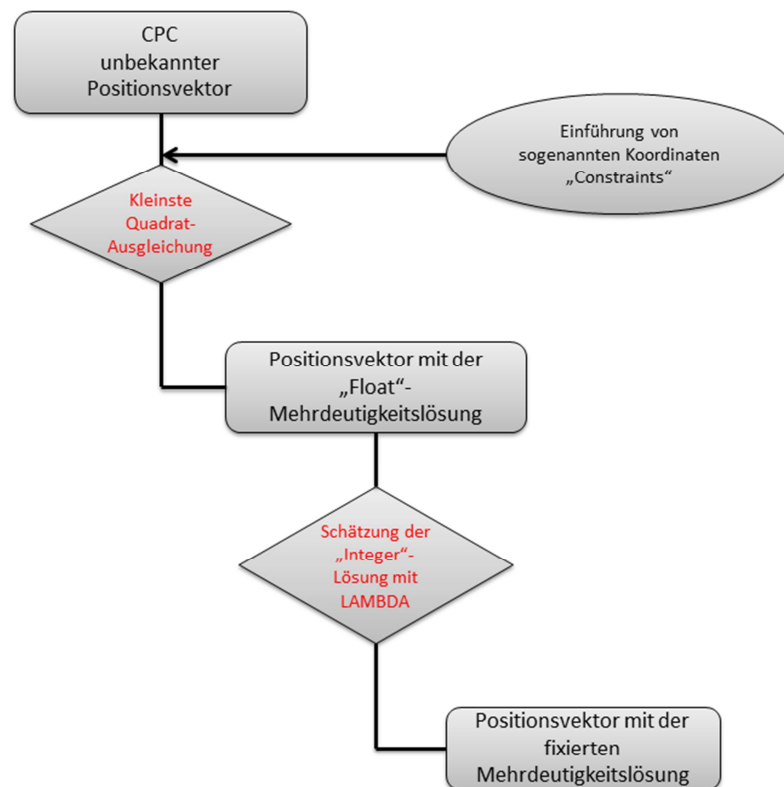 CPC
unbekannter
Positionsvektor
Einführung von
sogenannten Koordinaten
„Constraints“
Kleinste
Quadrat-
Ausgleichung
Positionsvektor mit der
„Float“-
Mehrdeutigkeitslösung
Schätzung der
„Integer“-
Lösung mit
LAMBDA
Positionsvektor mit der
fixierten
Mehrdeutigkeitslösung